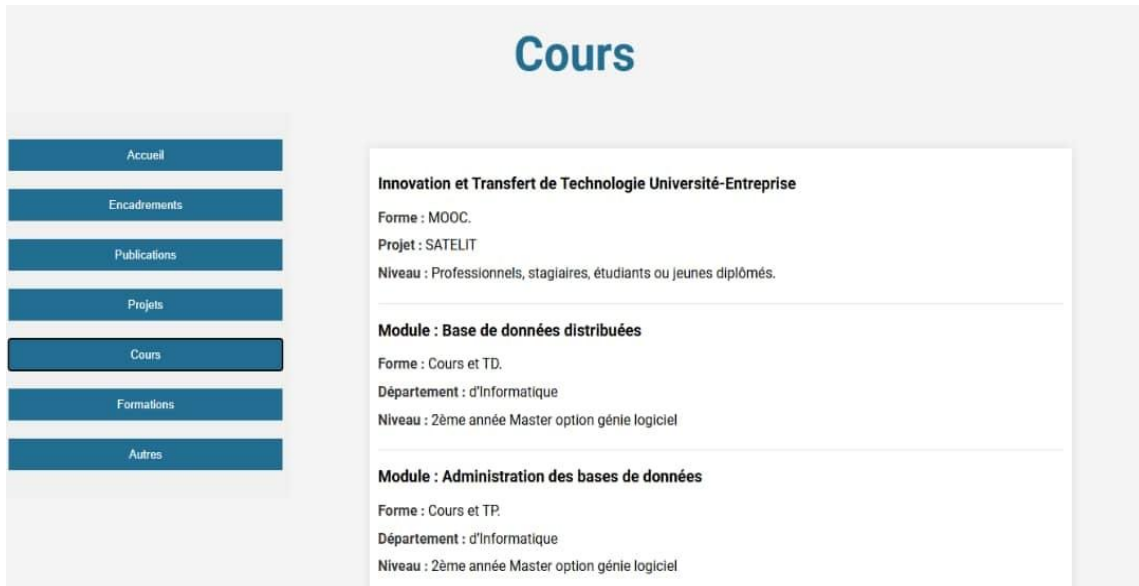 Cours
Accueil
Encadrements
Publications
Projets
Cours
Formations
Autres
Innovation et Transfert de Technologie Université-Entreprise
Forme : MOOC.
Projet : SATELIT
Niveau : Professionnels, stagiaires, étudiants ou jeunes diplômés.
Module : Base de données distribuées
Forme : Cours et TD.
Département : d'Informatique
Niveau : 2ème année Master option génie logiciel
Module : Administration des bases de données
Forme : Cours et TP.
Département : d'Informatique
Niveau : 2ème année Master option génie logiciel